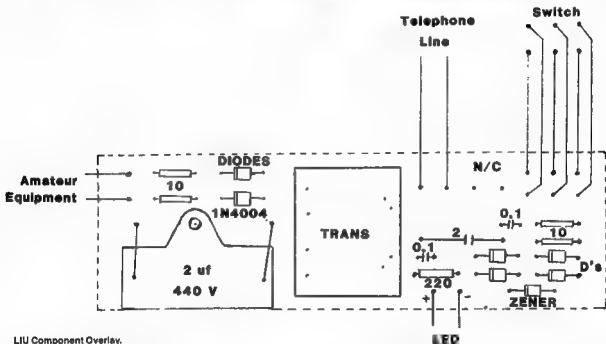 Telephone
Line
Switch
DIODES
N/C
Amateur
Equipment
10
1N4004
TRANS
0.1
10
2
0.1
2 uf
440 V
220
D's
+
-
ZENER
LED
LIU Component Overlay.